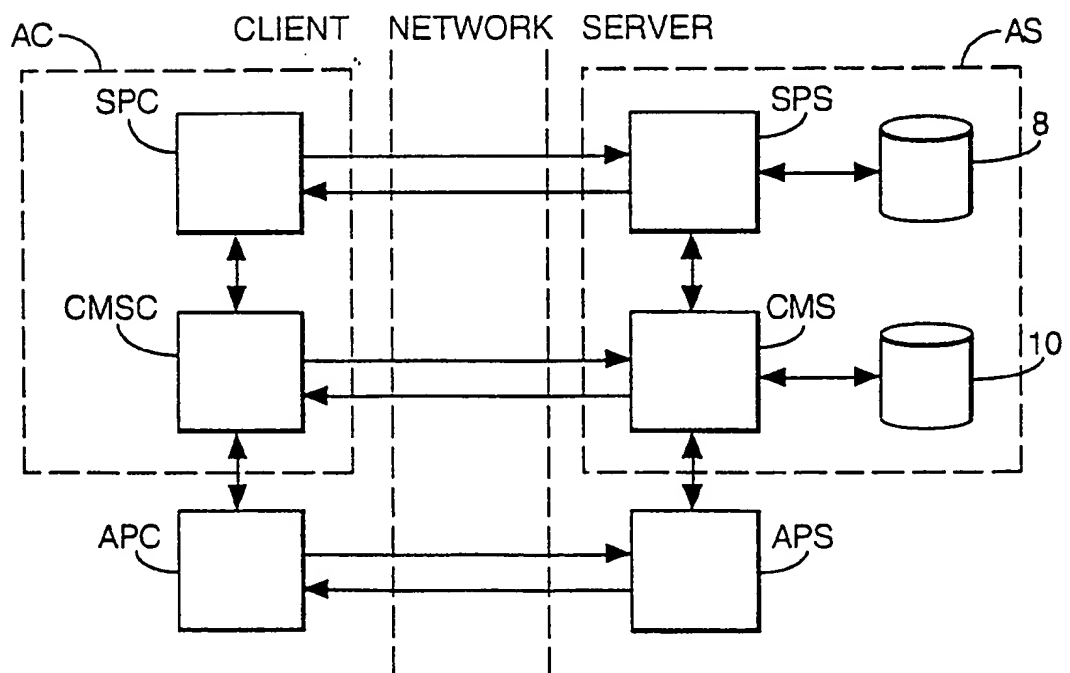 AC CLIENT NETWORK SERVER AS
SPC SPS 8
CMSC CMS 10
APC APS